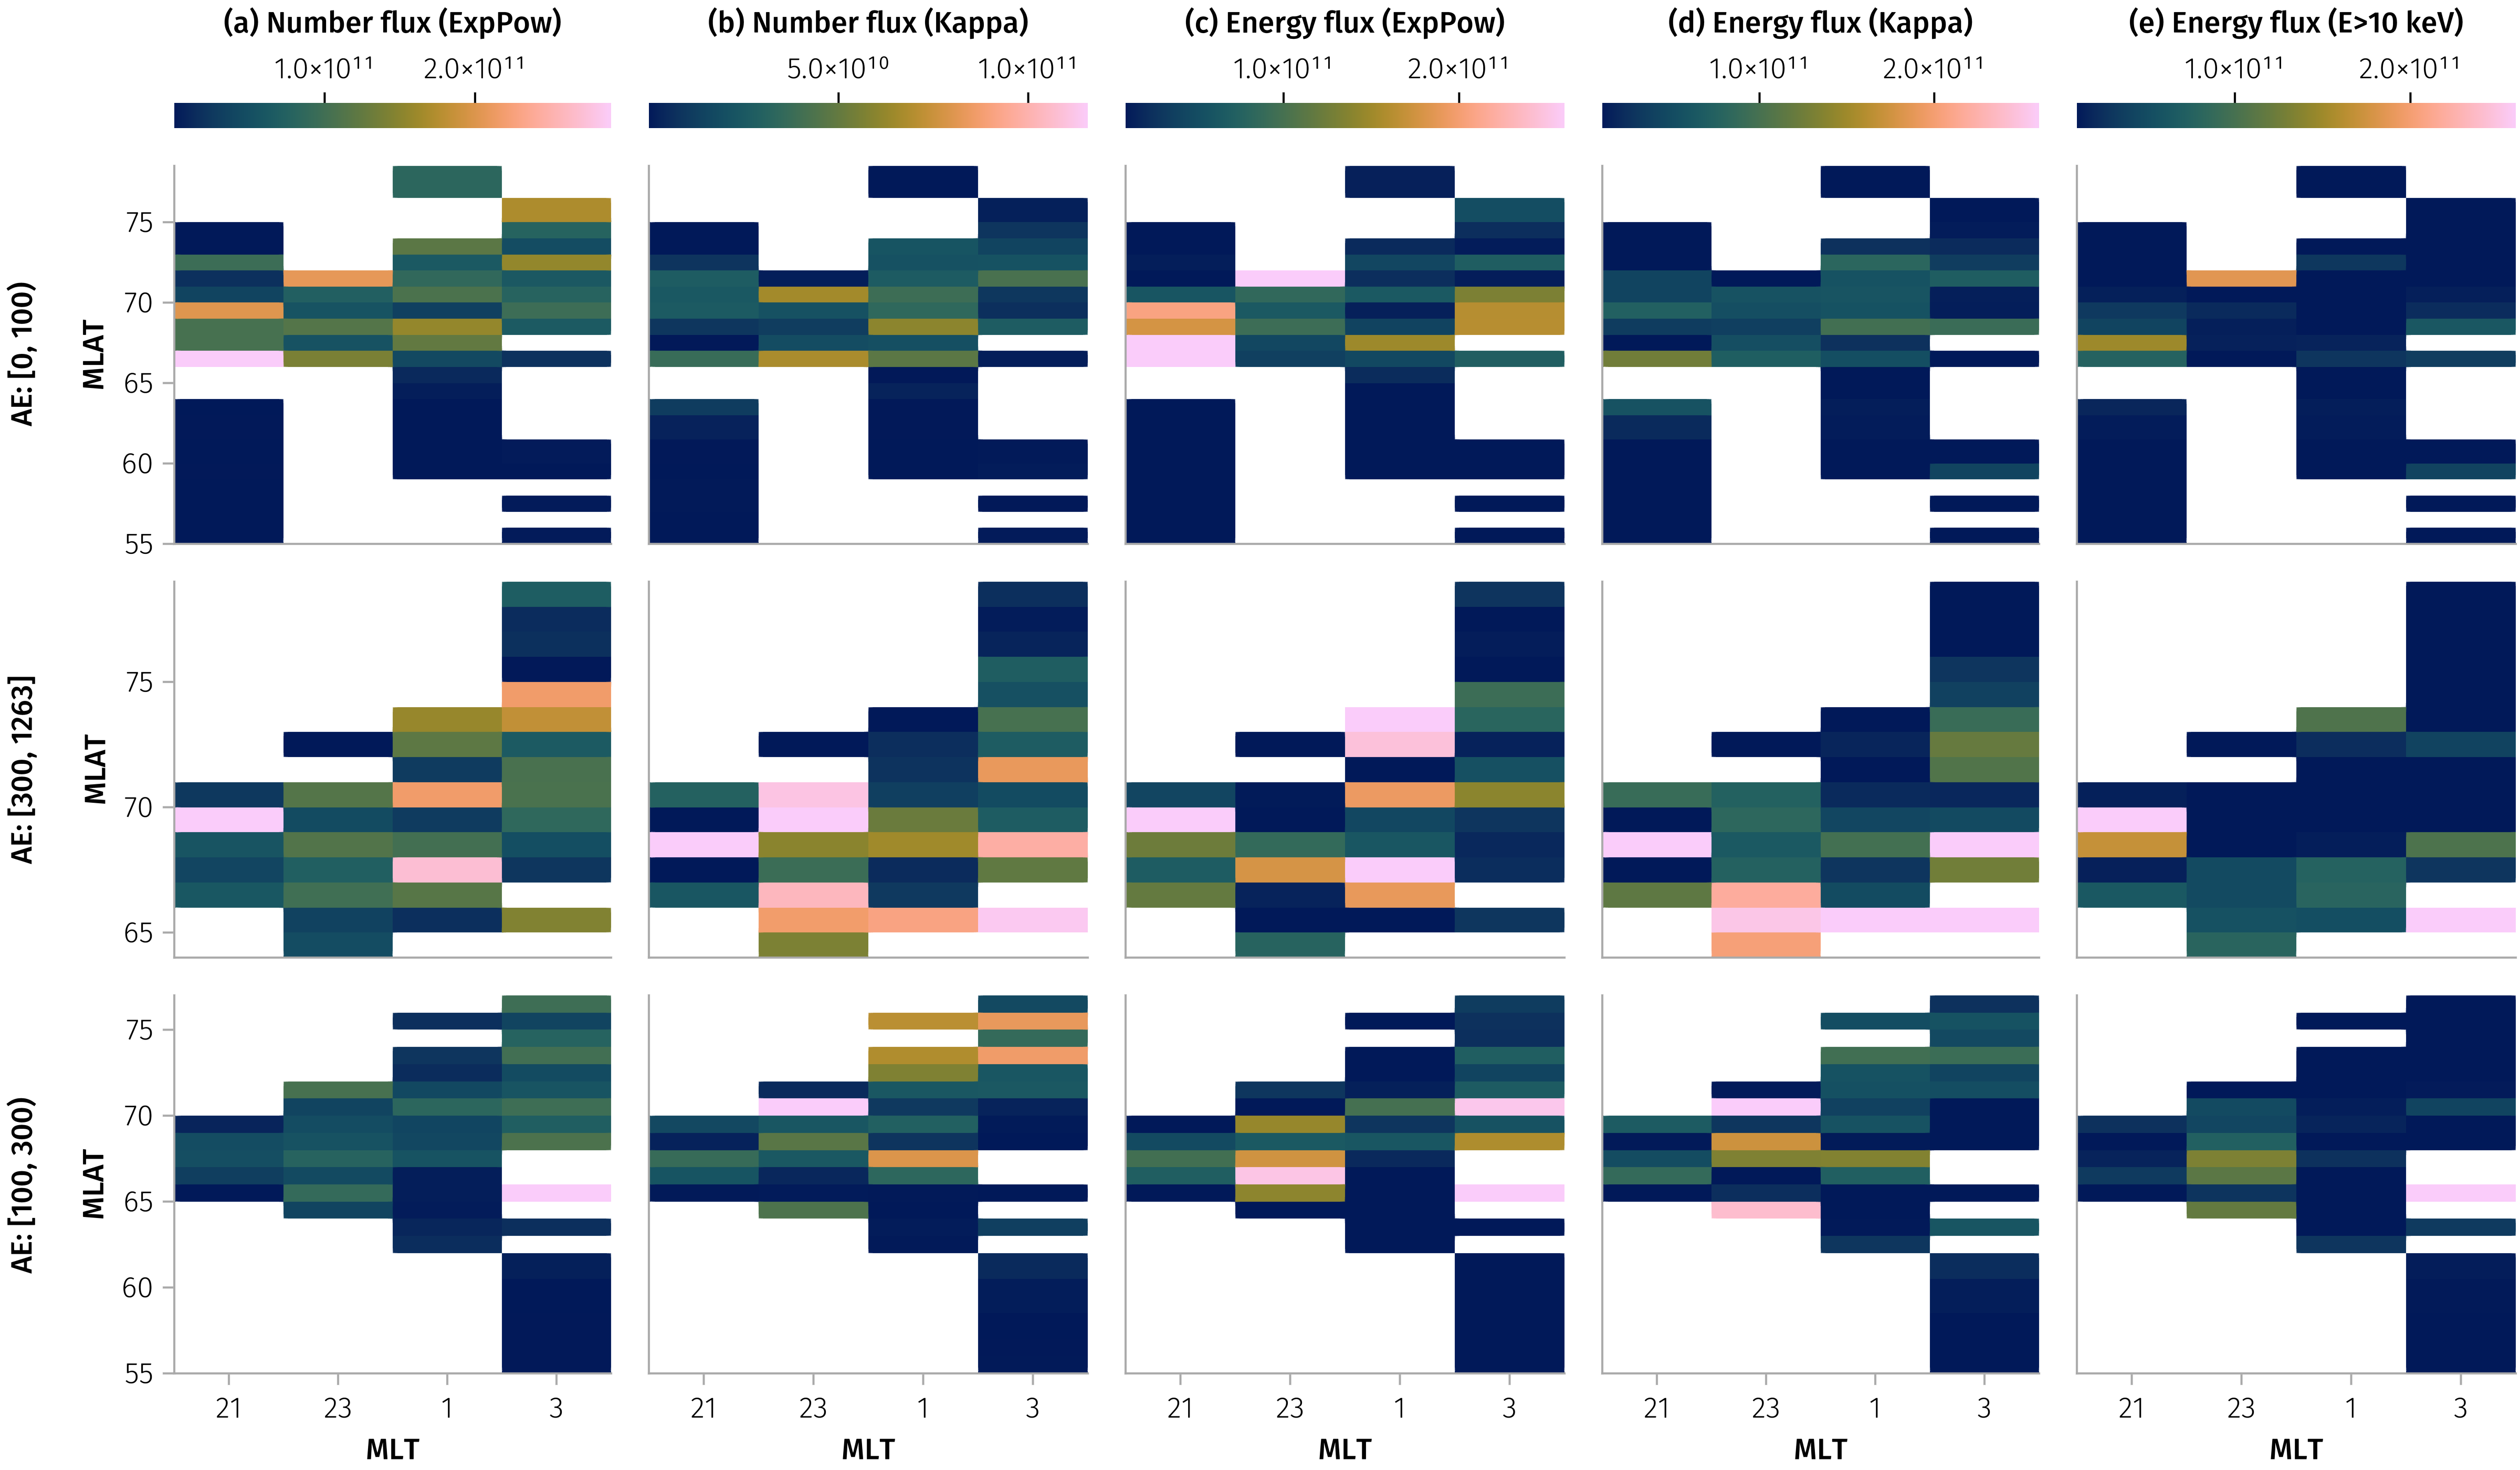 (a) Number flux (ExpPow) (b) Number flux (Kappa) (c) Energy flux (ExpPow) (d) Energy flux (Kappa) (e) Energy flux (E>10 keV)
1.0×10¹¹ 2.0×10¹¹ 5.0×10¹⁰ 1.0×10¹¹ 1.0×10¹¹ 2.0×10¹¹ 1.0×10¹¹ 2.0×10¹¹ 1.0×10¹¹ 2.0×10¹¹
AE: [0, 100)
MLAT
75
70
65
60
55
AE: [300, 1263]
MLAT
75
70
65
AE: [100, 300)
MLAT
75
70
65
60
55
21 23 1 3 21 23 1 3 21 23 1 3 21 23 1 3 21 23 1 3
MLT MLT MLT MLT MLT